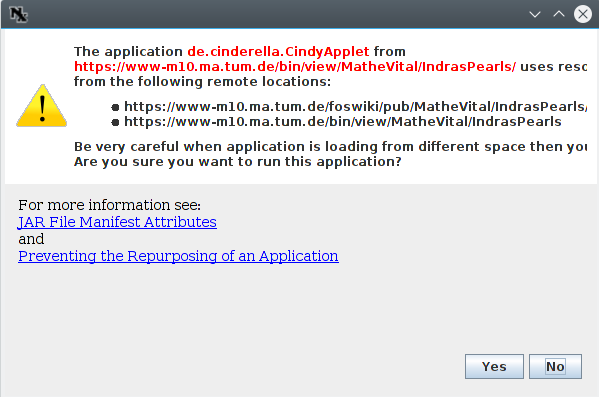 The application de.cinderella.CindyApplet from
https://www-m10.ma.tum.de/bin/view/MatheVital/IndrasPearls/ uses
from the following remote locations:
● https://www-m10.ma.tum.de/foswiki/pub/MatheVital/IndrasPearls/
● https://www-m10.ma.tum.de/bin/view/MatheVital/IndrasPearls
Be very careful when application is loading from different space then
Are you sure you want to run this application?
For more information see:
JAR File Manifest Attributes
and
Preventing the Repurposing of an Application
Yes No